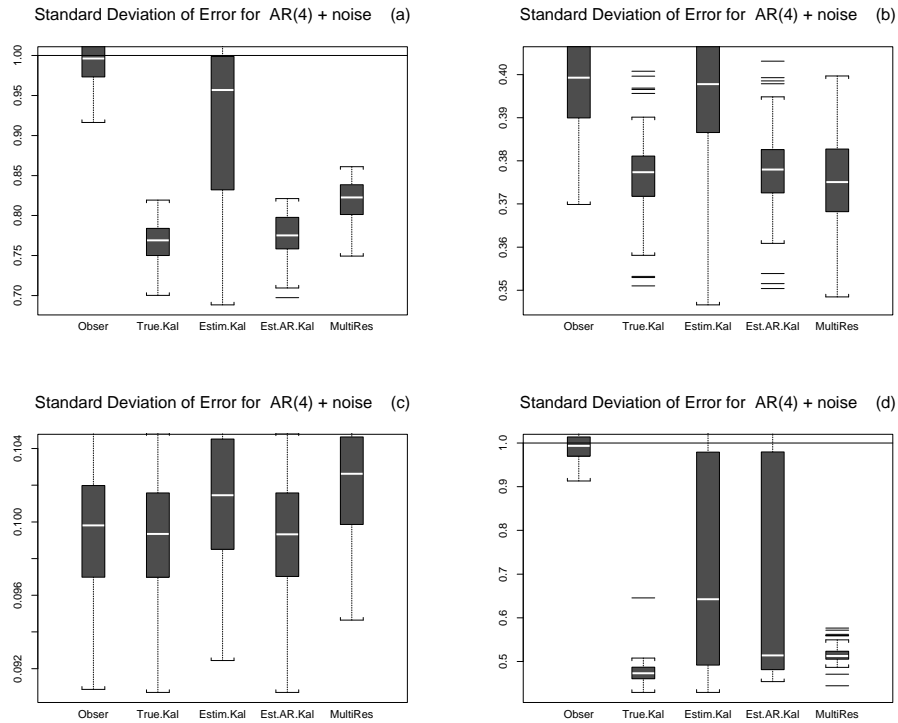 Standard Deviation of Error for AR(4) + noise (a)
1.00
0.95
0.90
0.85
0.80
0.75
0.70
Obser True.Kal Estim.Kal Est.AR.Kal MultiRes
Standard Deviation of Error for AR(4) + noise (b)
0.40
0.39
0.38
0.37
0.36
0.35
Obser True.Kal Estim.Kal Est.AR.Kal MultiRes
Standard Deviation of Error for AR(4) + noise (c)
0.104
0.100
0.096
0.092
Obser True.Kal Estim.Kal Est.AR.Kal MultiRes
Standard Deviation of Error for AR(4) + noise (d)
1.0
0.9
0.8
0.7
0.6
0.5
Obser True.Kal Estim.Kal Est.AR.Kal MultiRes